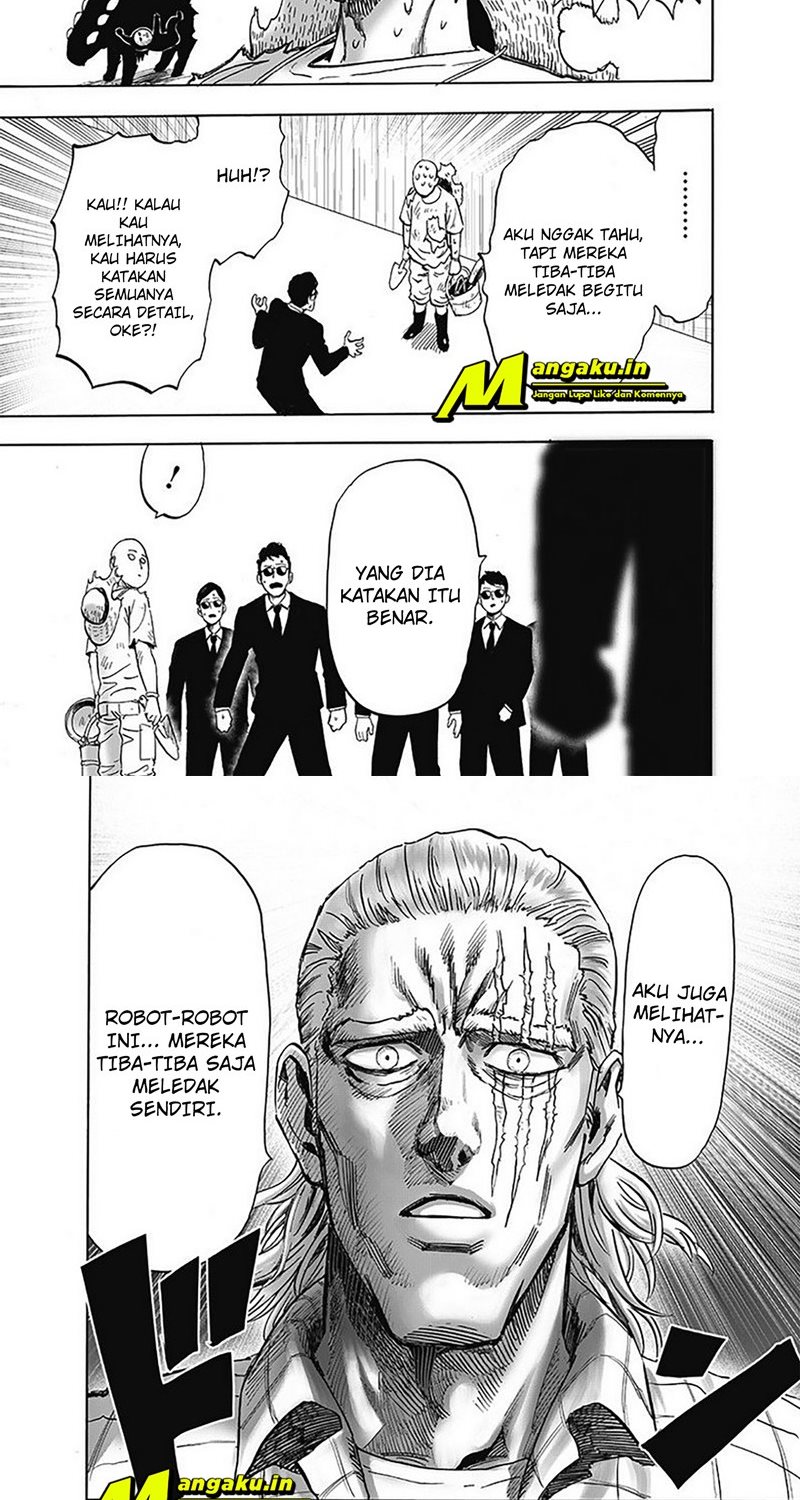 ........
AKU NGGAK TAHU,
TAPI MEREKA
TIBA-TIBA
MELEDAK BEGITU
SAJA...
HUH!?
KAU!! KALAU
KAU
MELIHATNYA,
KAU HARUS
KATAKAN
SEMUANYA
SECARA DETAIL,
OKE?!
Mangaku.in
Jangan Lupa Like dan Komennya
!
YANG DIA
KATAKAN ITU
BENAR.
AKU JUGA
MELIHAT-
NYA...
ROBOT-ROBOT
INI... MEREKA
TIBA-TIBA SAJA
MELEDAK
SENDIRI.
ドン
Mangaku.in